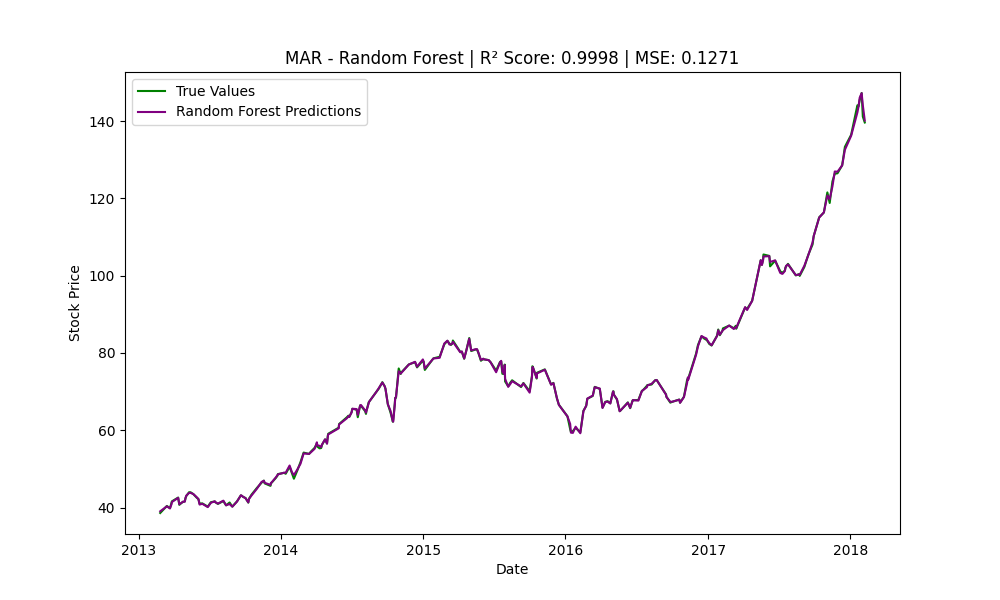 MAR - Random Forest | R² Score: 0.9998 | MSE: 0.1271
True Values
Random Forest Predictions
Stock Price
140
120
100
80
60
40
2013 2014 2015 2016 2017 2018
Date